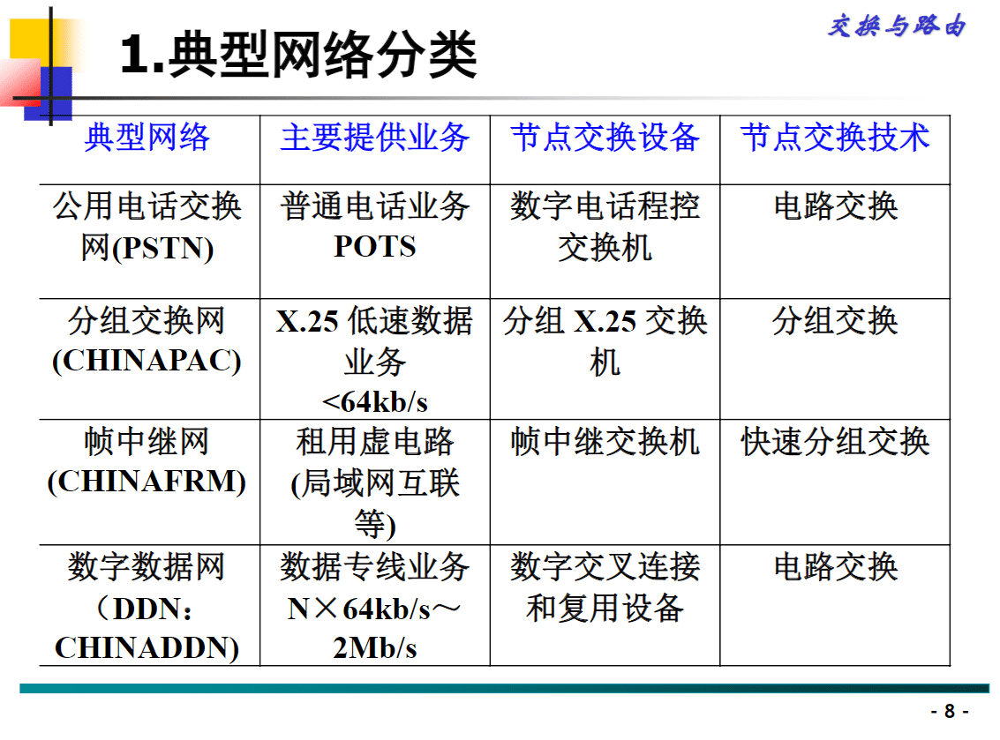 交换与路由
1.典型网络分类
典型网络
主要提供业务
节点交换设备
节点交换技术
公用电话交换
网(PSTN)
普通电话业务
POTS
数字电话程控
交换机
电路交换
分组交换网
(CHINAPAC)
X.25 低速数据
业务
<64kb/s
分组 X.25 交换
机
分组交换
帧中继网
(CHINAFRM)
租用虚电路
(局域网互联
等)
帧中继交换机
快速分组交换
数字数据网
（DDN：
CHINADDN)
数据专线业务
N×64kb/s～
2Mb/s
数字交叉连接
和复用设备
电路交换
- 8 -